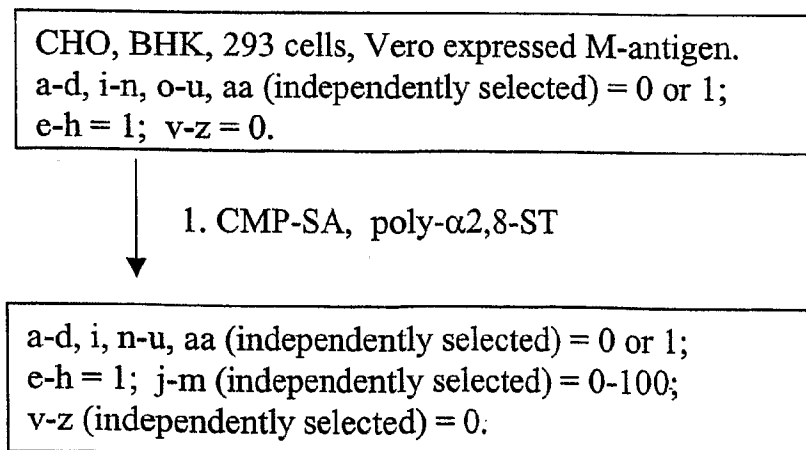 CHO, BHK, 293 cells, Vero expressed M-antigen.
a-d, i-n, o-u, aa (independently selected) = 0 or 1;
e-h = 1; v-z = 0.
1. CMP-SA, poly-α2,8-ST
a-d, i, n-u, aa (independently selected) = 0 or 1;
e-h = 1; j-m (independently selected) = 0-100;
v-z (independently selected) = 0.